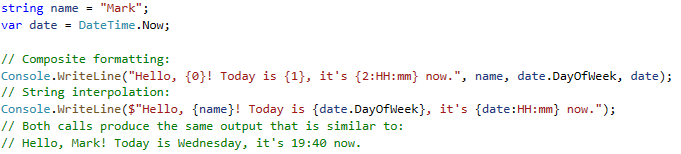 string name = "Mark";
var date = DateTime.Now;
// Composite formatting:
Console.WriteLine("Hello, {0}! Today is {1}, it's {2:HH:mm} now.", name, date.DayOfWeek, date);
// String interpolation:
Console.WriteLine($"Hello, {name}! Today is {date.DayOfWeek}, it's {date:HH:mm} now.");
// Both calls produce the same output that is similar to:
// Hello, Mark! Today is Wednesday, it's 19:40 now.